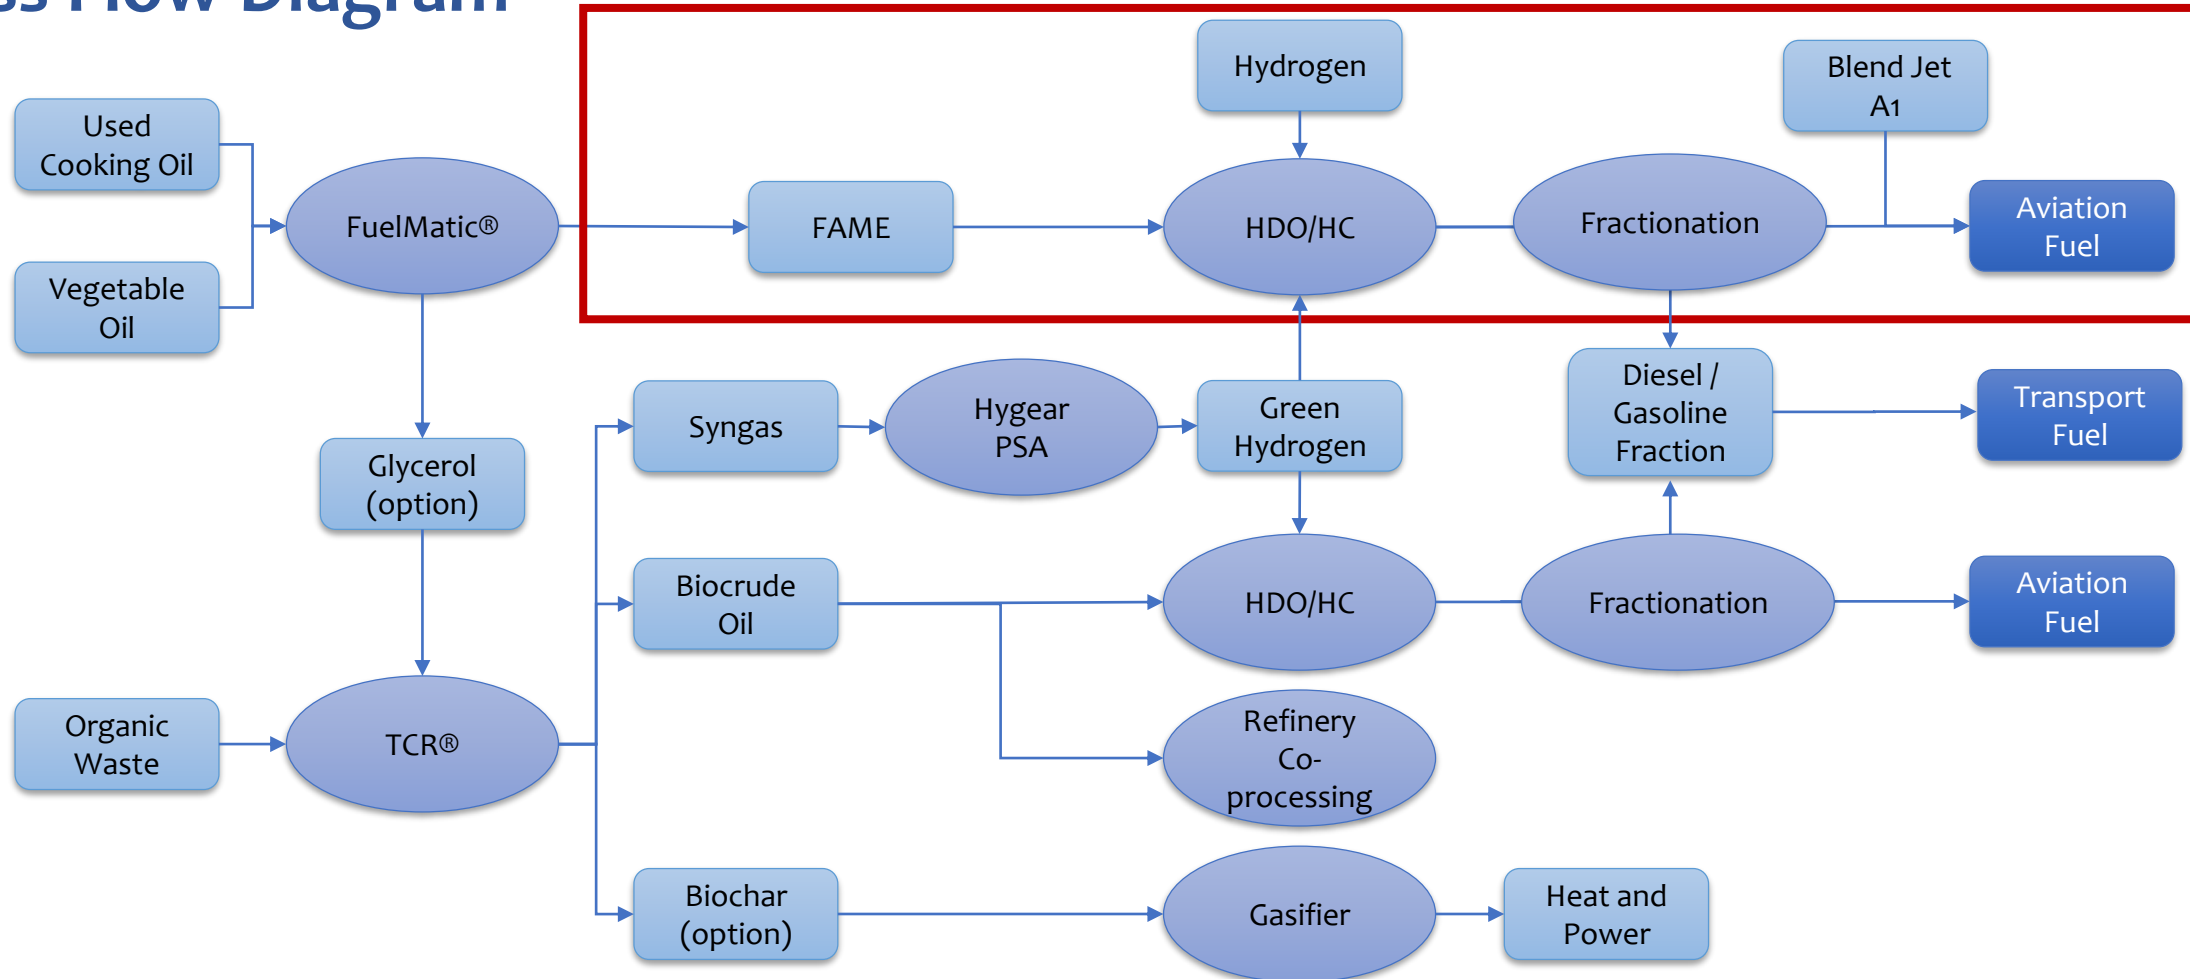 Flow Diagram
Hydrogen
Blend Jet
A1
Used
Cooking Oil
FuelMatic®
FAME
HDO/HC
Fractionation
Aviation
Fuel
Vegetable
Oil
Syngas
Hygear
PSA
Green
Hydrogen
Diesel /
Gasoline
Fraction
Transport
Fuel
Glycerol
(option)
Biocrude
Oil
HDO/HC
Fractionation
Aviation
Fuel
Organic
Waste
TCR®
Refinery
Co-
processing
Biochar
(option)
Gasifier
Heat and
Power